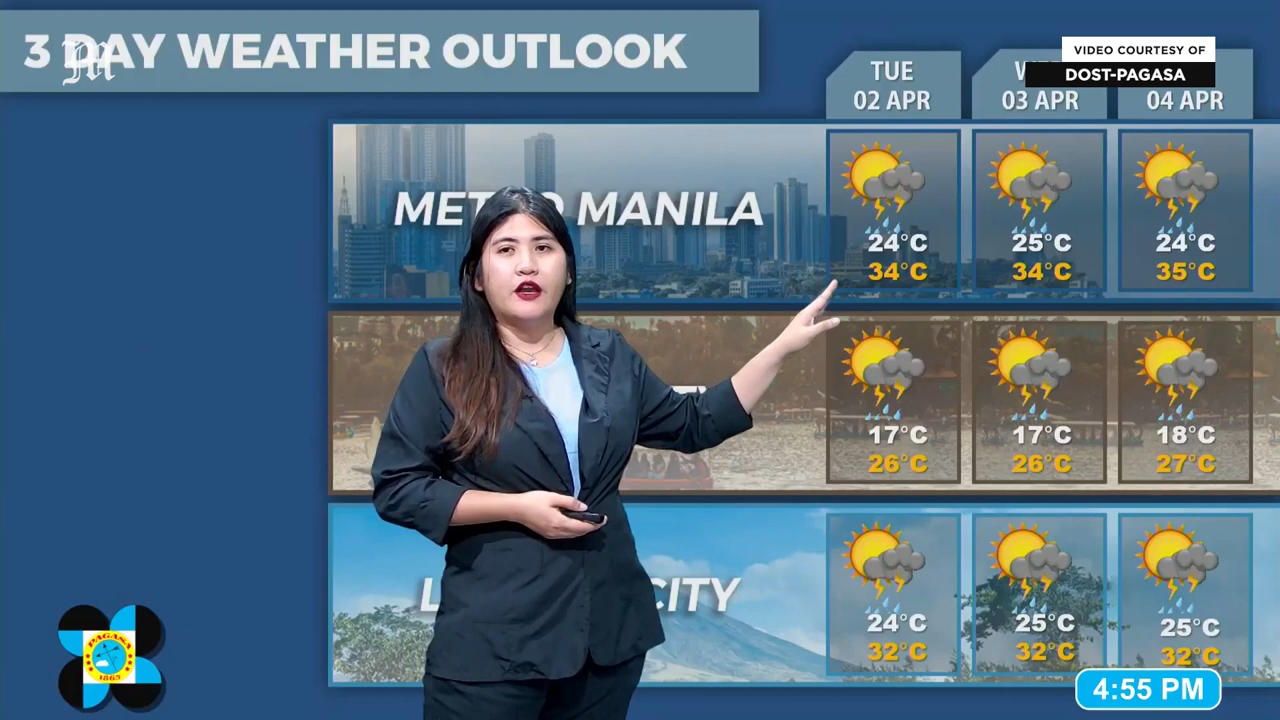 3 DAY WEATHER OUTLOOK
M
VIDEO COURTESY OF
DOST-PAGASA
TUE
02 APR
03 APR
04 APR
METRO MANILA
24°C
34°C
25°C
34°C
24°C
35°C
17°C
26°C
17°C
26°C
18°C
27°C
CITY
24°C
32°C
25°C
32°C
25°C
32°C
PAGASA
1865
4:55 PM